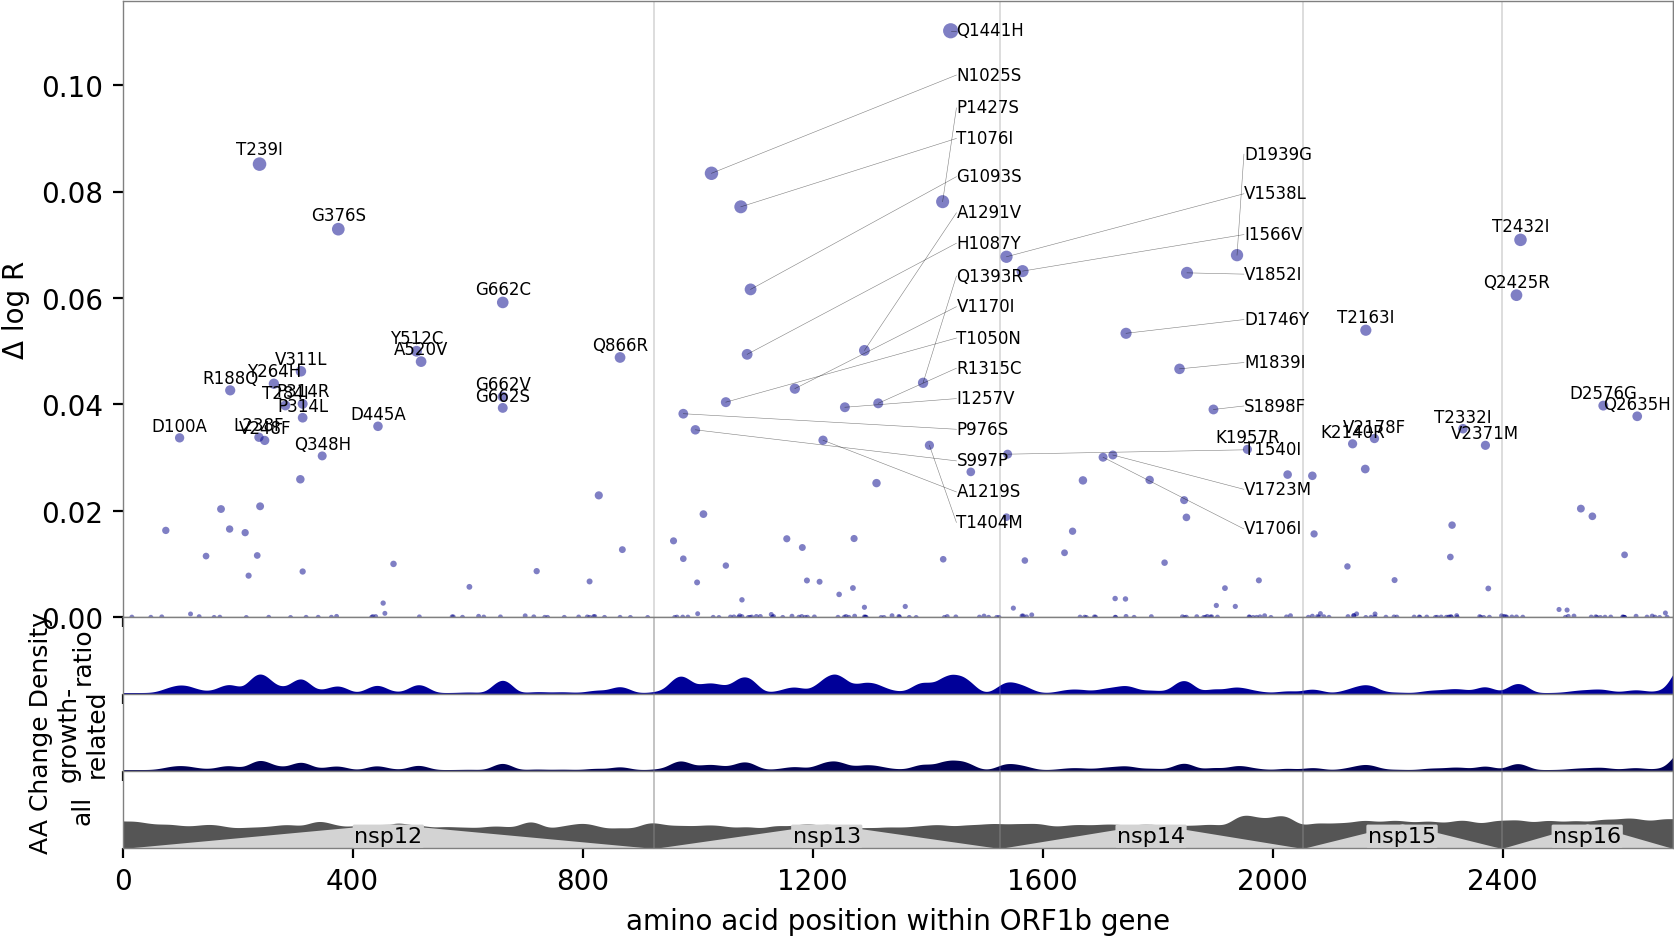 Q1441H
N1025S
P1427S
T1076I
G1093S
A1291V
H1087Y
Q1393R
V1170I
T1050N
R1315C
I1257V
P976S
S997P
A1219S
T1404M
D1939G
V1538L
I1566V
V1852I
D1746Y
M1839I
S1898F
K1957R
T1540I
V1723M
V1706I
T239I
G376S
G662C
Y512C
A520V
Q866R
V311L
Y264H
R188Q
P314R
P314L
G662V
G662S
D445A
D100A
L238F
V248F
Q348H
T2432I
Q2425R
T2163I
D2576G
Q2635H
T2332I
V2371M
V2178F
0.10
0.08
0.06
0.04
0.02
0.00
Δ log R
AA Change Density
ratio
growth-
related
all
nsp12
nsp13
nsp14
nsp15
nsp16
0
400
800
1200
1600
2000
2400
amino acid position within ORF1b gene